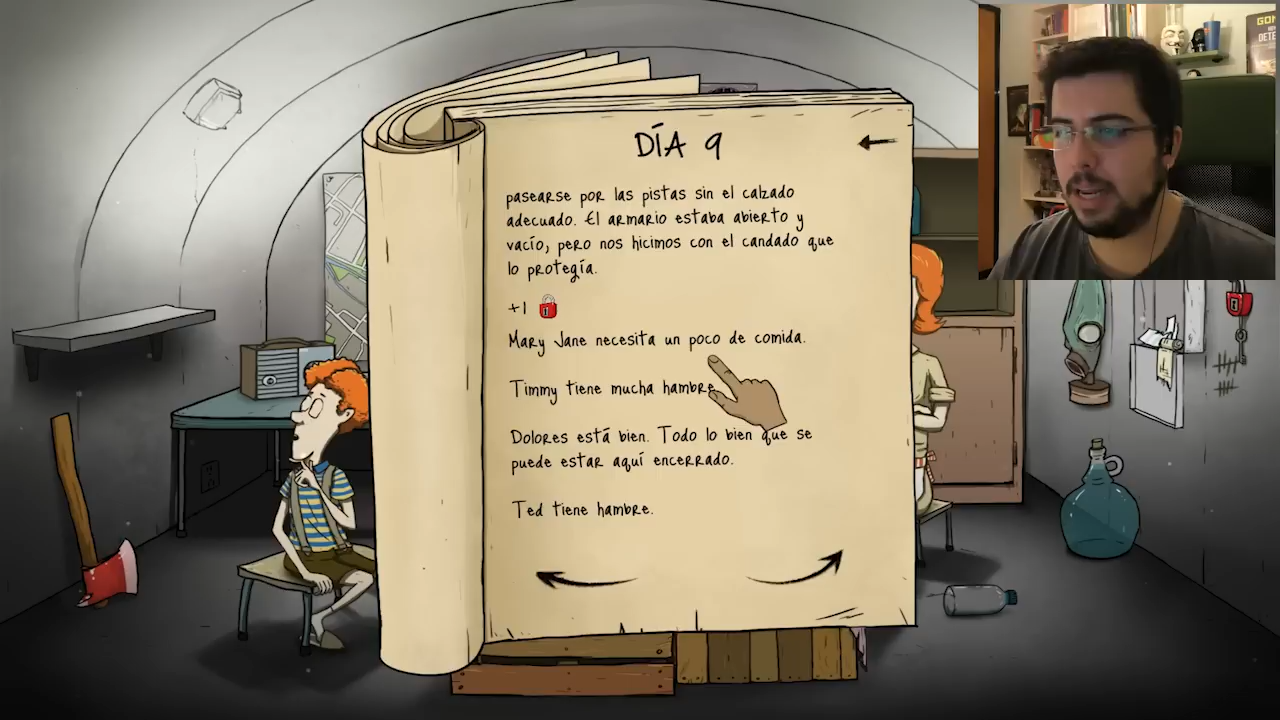 DÍA 9
pasearse por las pistas sin el calzado
adecuado. El armario estaba abierto y
vacío, pero nos hicimos con el candado que
lo protegía.
+1
Mary Jane necesita un poco de comida.
Timmy tiene mucha hambre
Dolores está bien. Todo lo bien que se
puede estar aquí encerrado.
Ted tiene hambre.